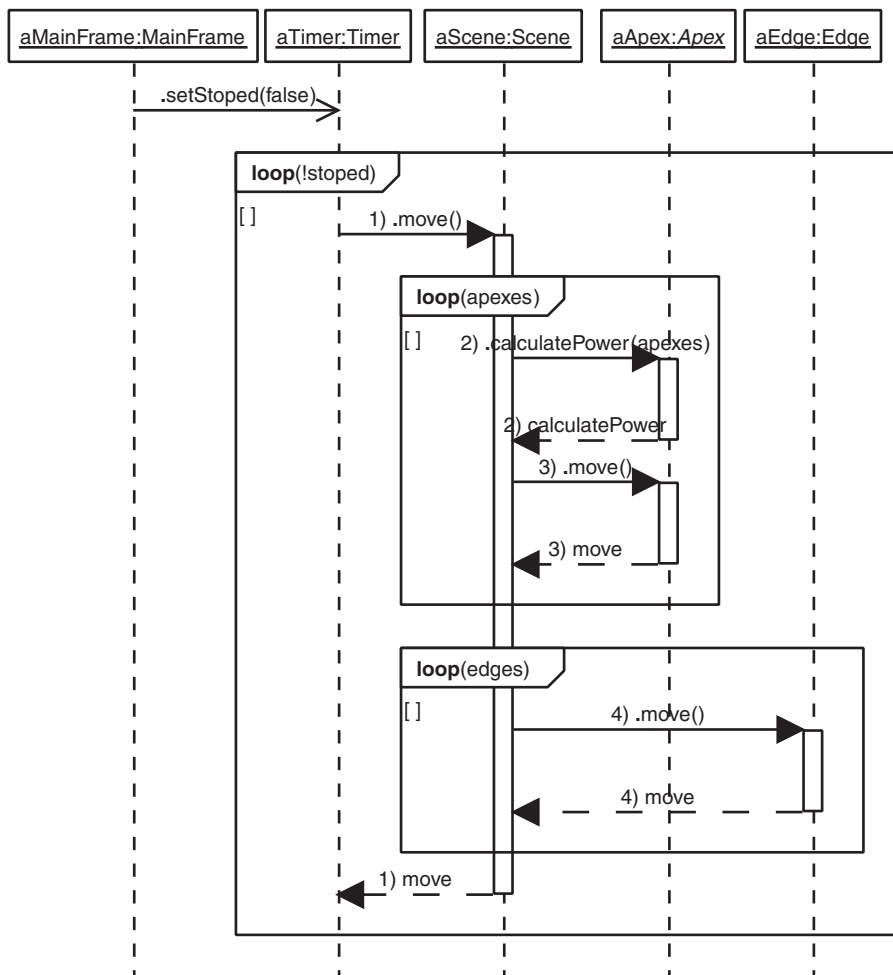 aMainFrame:MainFrame
aTimer:Timer
aScene:Scene
aApex:Apex
aEdge:Edge
.setStoped(false)
loop(!stoped)
[ ]
1) .move()
loop(apexes)
[ ]
2) .calculatePower(apexes)
2) calculatePower
3) .move()
3) move
loop(edges)
[ ]
4) .move()
4) move
1) move